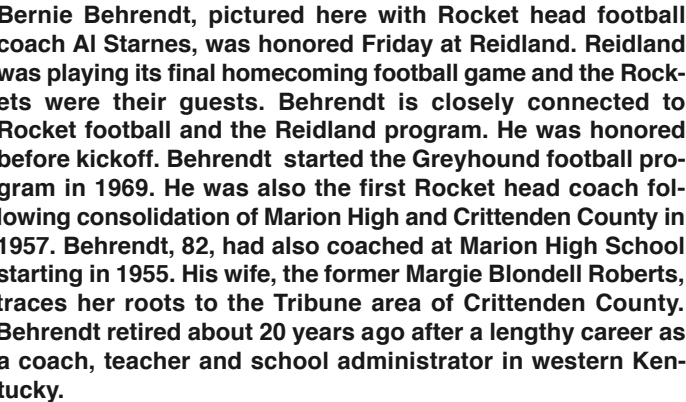 Bernie Behrendt, pictured here with Rocket head football
coach Al Starnes, was honored Friday at Reidland. Reidland
was playing its final homecoming football game and the Rock-
ets were their guests. Behrendt is closely connected to
Rocket football and the Reidland program. He was honored
before kickoff. Behrendt  started the Greyhound football pro-
gram in 1969. He was also the first Rocket head coach fol-
lowing consolidation of Marion High and Crittenden County in
1957. Behrendt, 82, had also coached at Marion High School
starting in 1955. His wife, the former Margie Blondell Roberts,
traces her roots to the Tribune area of Crittenden County.
Behrendt retired about 20 years ago after a lengthy career as
a coach, teacher and school administrator in western Ken-
tucky.